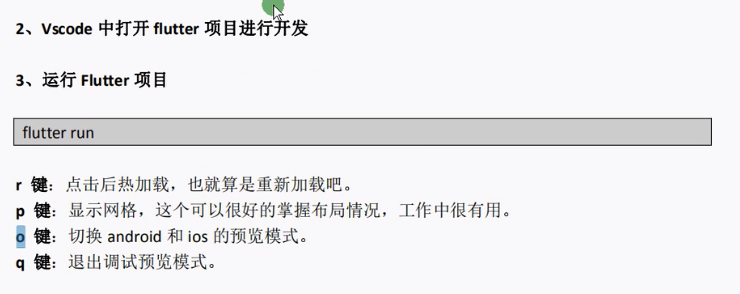 2、Vscode 中打开 flutter 项目进行开发
3、运行 Flutter 项目
flutter run
r 键：点击后热加载，也就算是重新加载吧。
p 键：显示网格，这个可以很好的掌握布局情况，工作中很有用。
o 键：切换 android 和 ios 的预览模式。
q 键：退出调试预览模式。